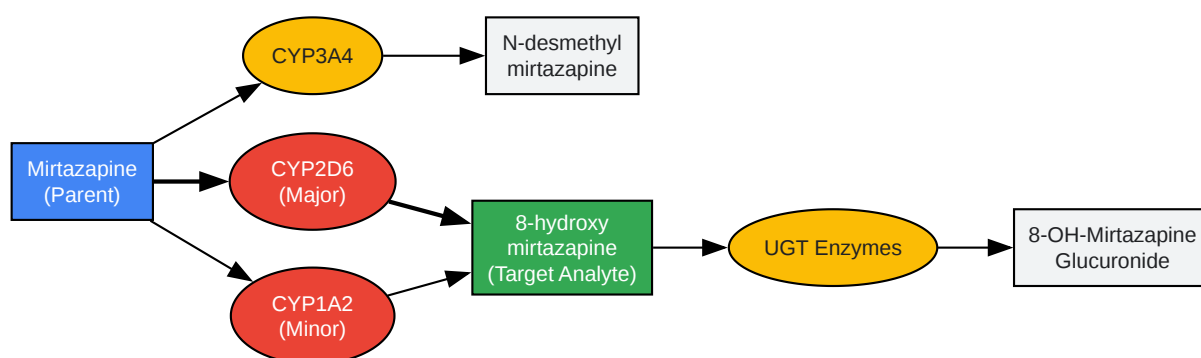 CYP3A4
N-desmethyl
mirtazapine
Mirtazapine
(Parent)
CYP2D6
(Major)
8-hydroxy
mirtazapine
(Target Analyte)
UGT Enzymes
8-OH-Mirtazapine
Glucuronide
CYP1A2
(Minor)